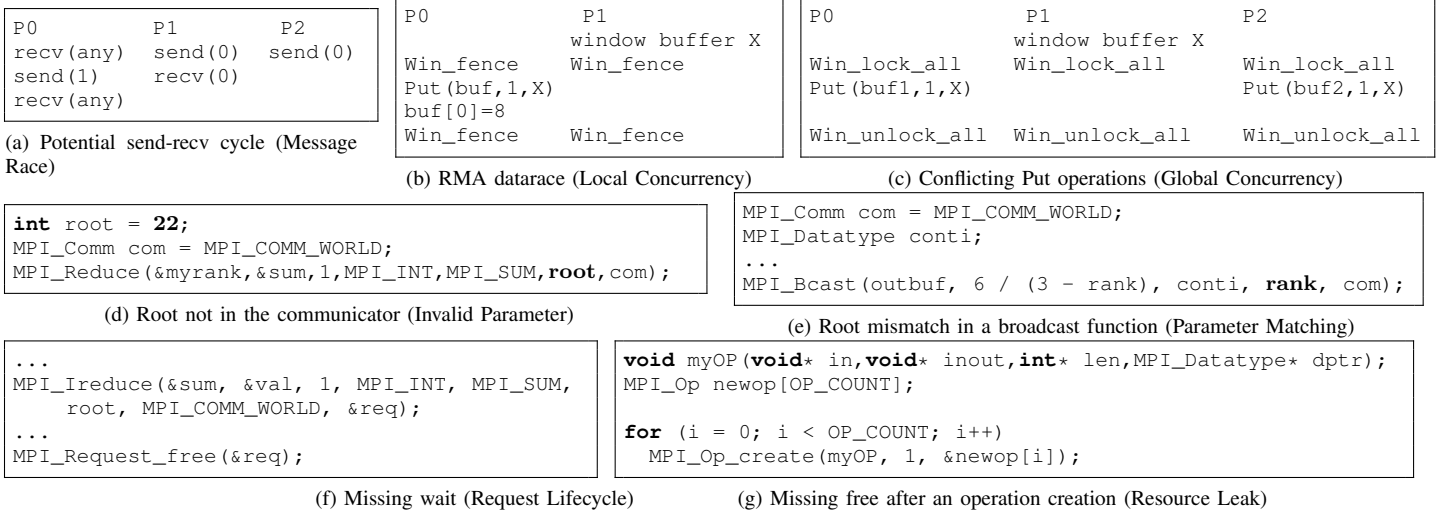 P0 P1 P2
recv(any) send(0) send(0)
send(1) recv(0)
recv(any)
(a) Potential send-recv cycle (Message
Race)
P0 P1
window buffer X
Win_fence Win_fence
Put(buf,1,X)
buf[0]=8
Win_fence Win_fence
(b) RMA datarace (Local Concurrency)
P0 P1 P2
window buffer X
Win_lock_all Win_lock_all Win_lock_all
Put(buf1,1,X) Put(buf2,1,X)
Win_unlock_all Win_unlock_all Win_unlock_all
(c) Conflicting Put operations (Global Concurrency)
int root = 22;
MPI_Comm com = MPI_COMM_WORLD;
MPI_Reduce(&myrank,&sum,1,MPI_INT,MPI_SUM,root,com);
(d) Root not in the communicator (Invalid Parameter)
MPI_Comm com = MPI_COMM_WORLD;
MPI_Datatype conti;
...
MPI_Bcast(outbuf, 6 / (3 - rank), conti, rank, com);
(e) Root mismatch in a broadcast function (Parameter Matching)
...
MPI_Ireduce(&sum, &val, 1, MPI_INT, MPI_SUM,
root, MPI_COMM_WORLD, &req);
...
MPI_Request_free(&req);
(f) Missing wait (Request Lifecycle)
void myOP(void* in,void* inout,int* len,MPI_Datatype* dptr);
MPI_Op newop[OP_COUNT];
for (i = 0; i < OP_COUNT; i++)
MPI_Op_create(myOP, 1, &newop[i]);
(g) Missing free after an operation creation (Resource Leak)